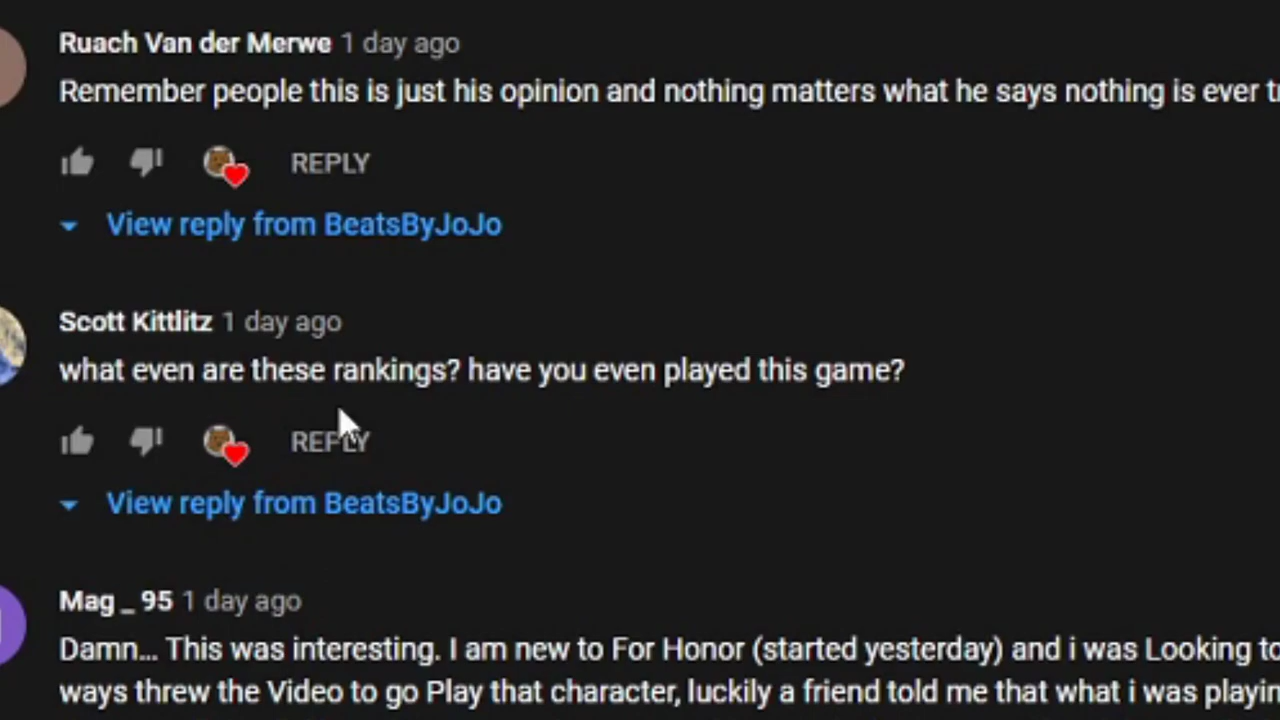 Ruach Van der Merwe 1 day ago
Remember people this is just his opinion and nothing matters what he says nothing is ever
REPLY
View reply from BeatsByJoJo
Scott Kittlitz 1 day ago
what even are these rankings? have you even played this game?
REPLY
View reply from BeatsByJoJo
Mag _ 95 1 day ago
Damn... This was interesting. I am new to For Honor (started yesterday) and i was Looking to
ways threw the Video to go Play that character, luckily a friend told me that what i was